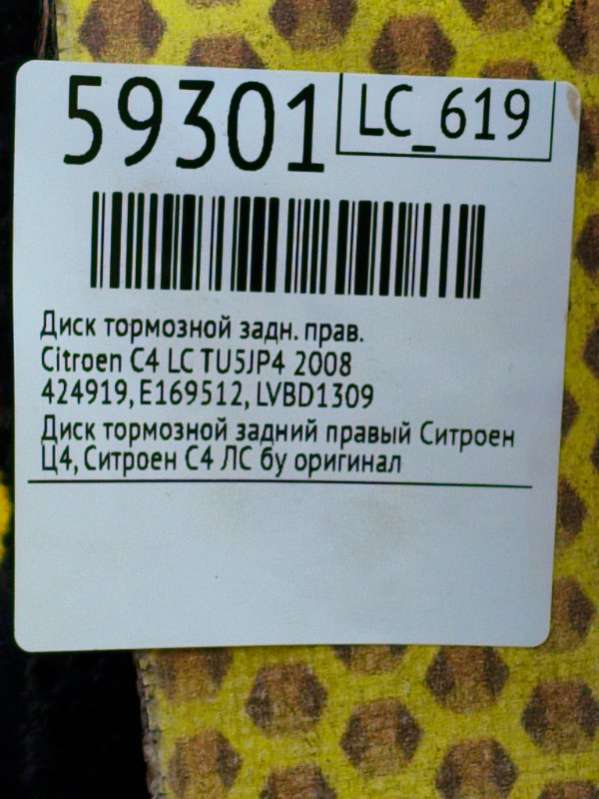 59301
LC_619
Диск тормозной задн. прав.
Citroen C4 LC TU5JP4 2008
424919, E169512, LVBD1309
Диск тормозной задний правый Ситроен
Ц4, Ситроен С4 ЛС бу оригинал